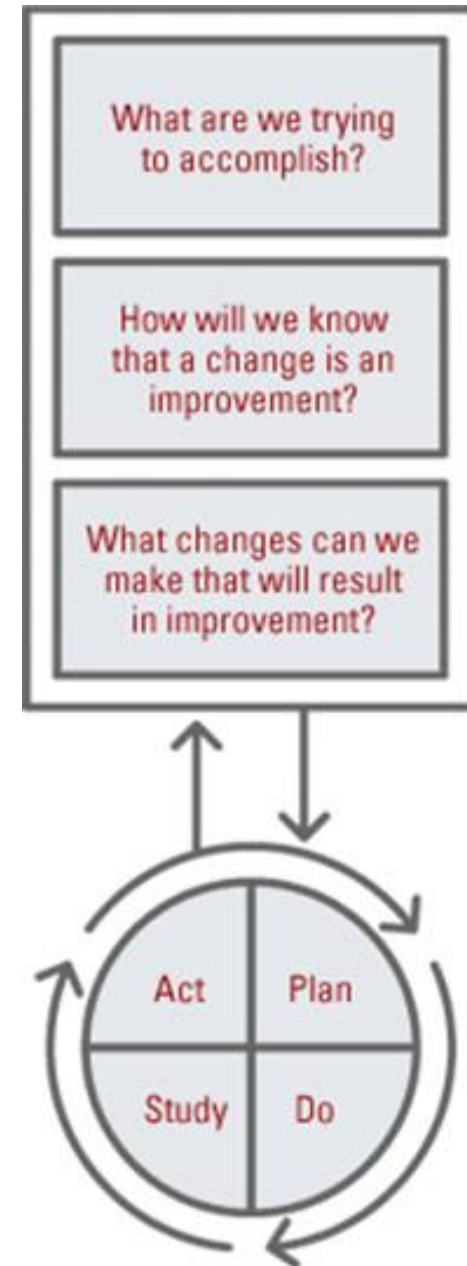 What are we trying
to accomplish?
How will we know
that a change is an
improvement?
What changes can we
make that will result
in improvement?
Act
Plan
Study
Do